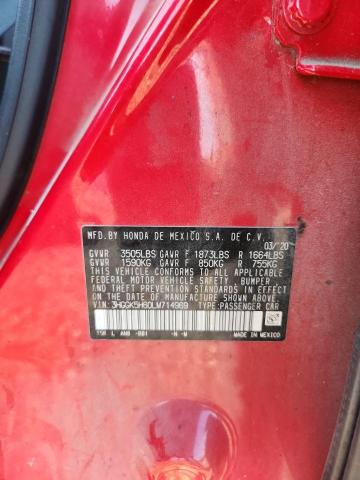 MFD.BY HONDA DE MEXICO S.A. DE C.V.
03/'20
GVWR 3505LBS GAWR F 1873LBS R 1664LBS
GVWR 1590KG GAWR F 850KG R 755KG
THIS VEHICLE CONFORMS TO ALL APPLICABLE
FEDERAL MOTOR VEHICLE SAFETY, BUMPER
AND THEFT PREVENTION STANDARDS IN EFFECT
ON THE DATE OF MANUFACTURE SHOWN ABOVE.
VIN: 3HGGK5H60LM714969 TYPE: PASSENGER CAR
-N -N
MADE IN MEXICO